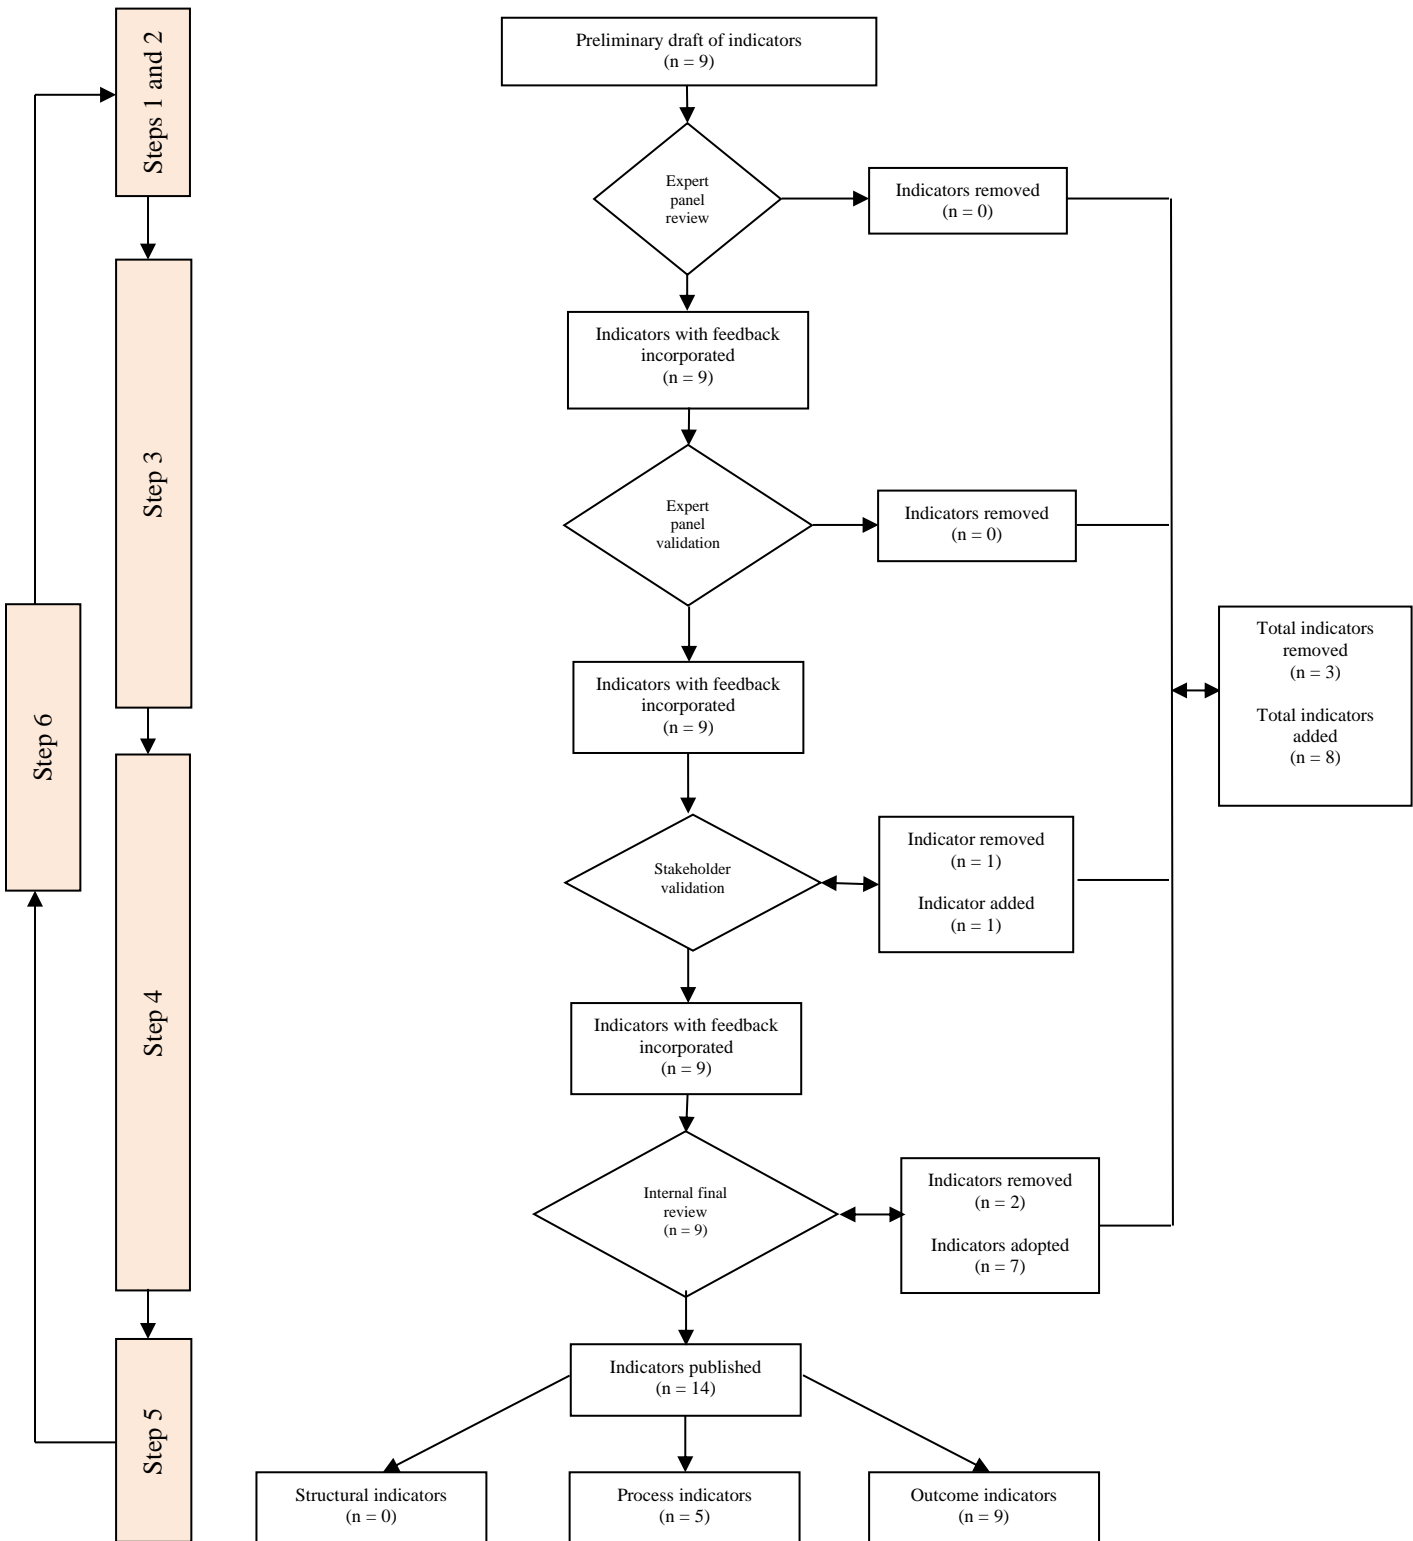 Steps 1 and 2
Step 3
Step 6
Step 4
Step 5
Preliminary draft of indicators
(n = 9)
Expert
panel
review
Indicators removed
(n = 0)
Indicators with feedback
incorporated
(n = 9)
Expert
panel
validation
Indicators removed
(n = 0)
Indicators with feedback
incorporated
(n = 9)
Total indicators
removed
(n = 3)
Total indicators
added
(n = 8)
Stakeholder
validation
Indicator removed
(n = 1)
Indicator added
(n = 1)
Indicators with feedback
incorporated
(n = 9)
Internal final
review
(n = 9)
Indicators removed
(n = 2)
Indicators adopted
(n = 7)
Indicators published
(n = 14)
Structural indicators
(n = 0)
Process indicators
(n = 5)
Outcome indicators
(n = 9)